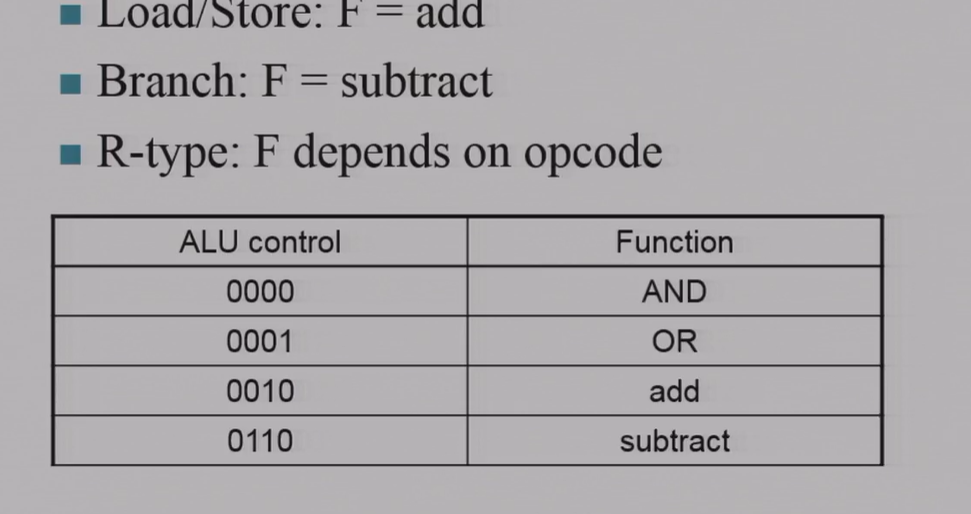 Load/Store: F = add
Branch: F = subtract
R-type: F depends on opcode
ALU control Function
0000 AND
0001 OR
0010 add
0110 subtract